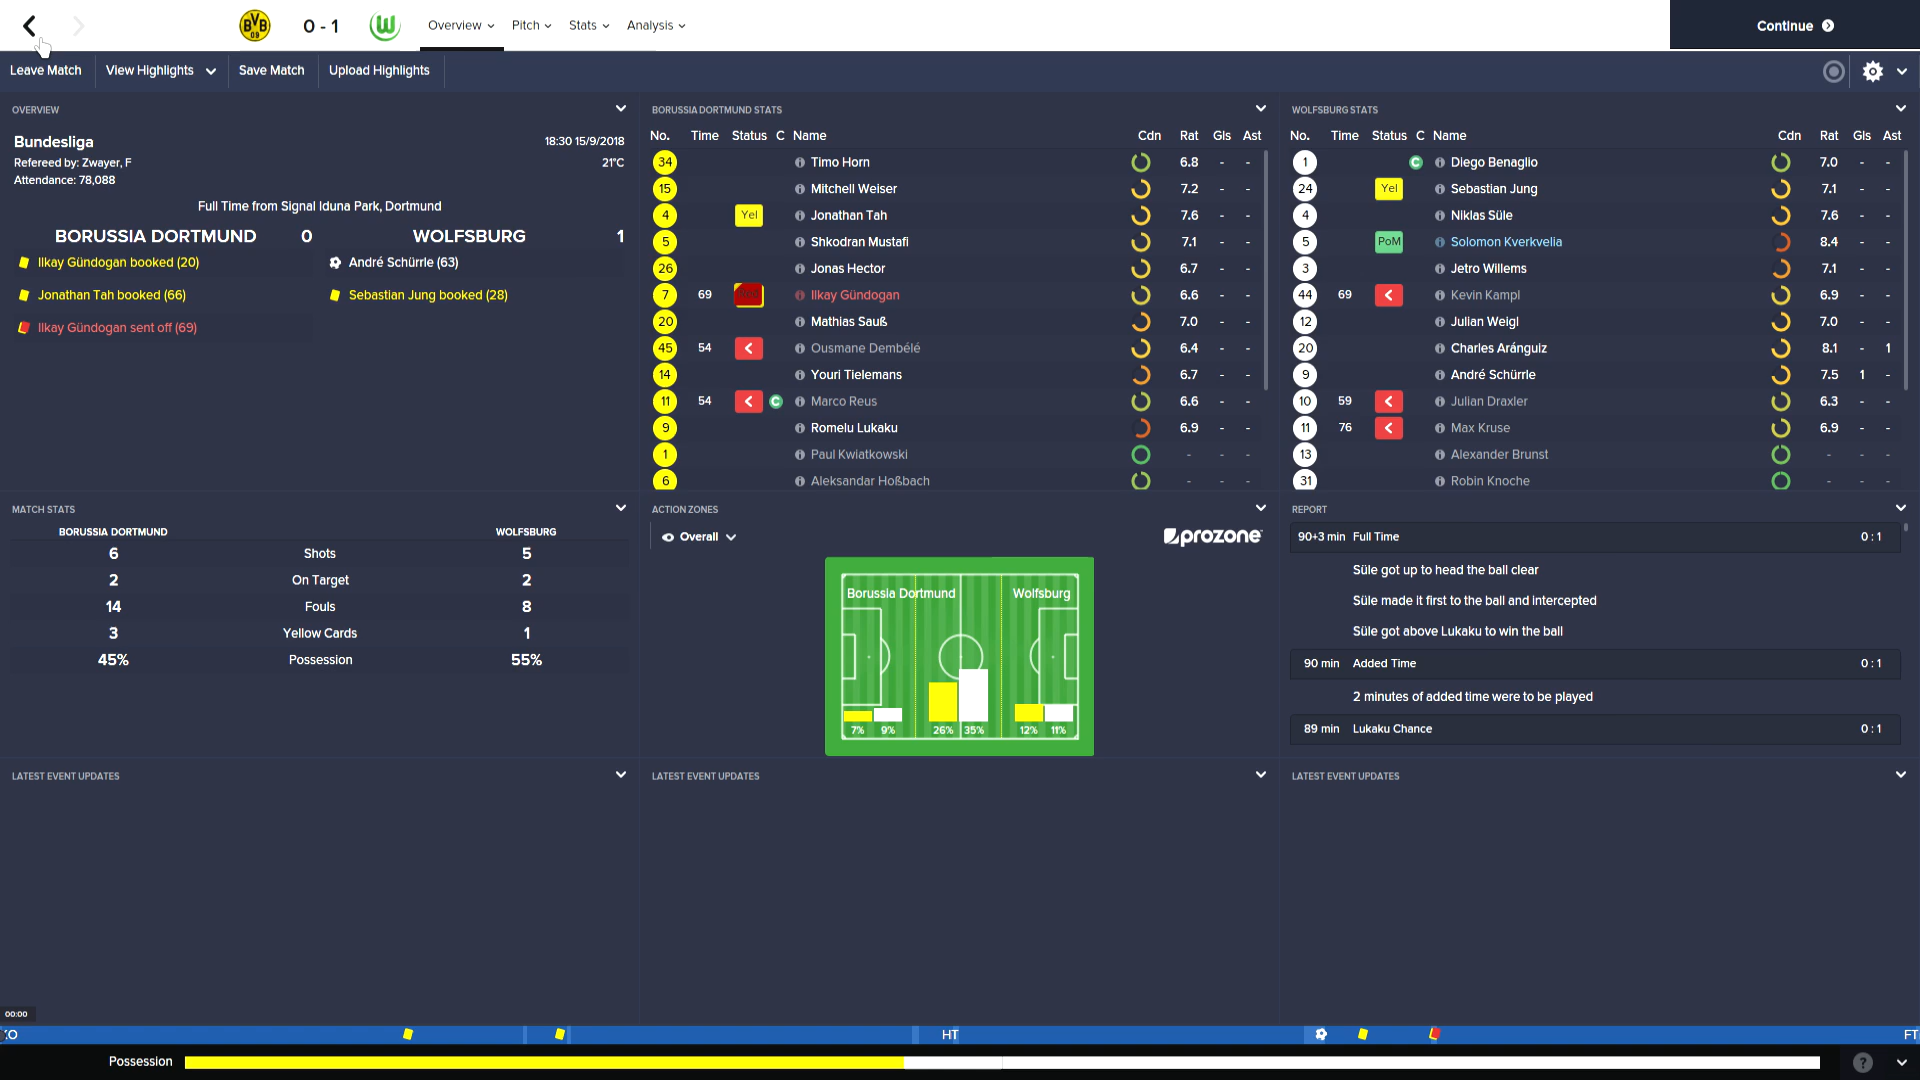 BVB 09
0 - 1
W
Overview
Pitch
Stats
Analysis
Continue
Leave Match
View Highlights
Save Match
Upload Highlights
OVERVIEW
Bundesliga
18:30 15/9/2018
Refereed by: Zwayer, F
21°C
Attendance: 78,088
Full Time from Signal Iduna Park, Dortmund
BORUSSIA DORTMUND 0 WOLFSBURG 1
Ilkay Gündogan booked (20)
André Schürrle (63)
Jonathan Tah booked (66)
Sebastian Jung booked (28)
Ilkay Gündogan sent off (69)
BORUSSIA DORTMUND STATS
No. Time Status C Name Cdn Rat Gls Ast
34 Timo Horn 6.8 - -
15 Mitchell Weiser 7.2 - -
4 Yel Jonathan Tah 7.6 - -
5 Shkodran Mustafi 7.1 - -
26 Jonas Hector 6.7 - -
7 69 Ilkay Gündogan 6.6 - -
20 Mathias Sauß 7.0 - -
45 54 Ousmane Dembélé 6.4 - -
14 Youri Tielemans 6.7 - -
11 54 C Marco Reus 6.6 - -
9 Romelu Lukaku 6.9 - -
1 Paul Kwiatkowski - - -
6 Aleksandar Hoßbach - - -
WOLFSBURG STATS
No. Time Status C Name Cdn Rat Gls Ast
1 C Diego Benaglio 7.0 - -
24 Yel Sebastian Jung 7.1 - -
4 Niklas Süle 7.6 - -
5 PoM Solomon Kverkvelia 8.4 - -
3 Jetro Willems 7.1 - -
44 69 Kevin Kampl 6.9 - -
12 Julian Weigl 7.0 - -
20 Charles Aránguiz 8.1 - 1
9 André Schürrle 7.5 1 -
10 59 Julian Draxler 6.3 - -
11 76 Max Kruse 6.9 - -
13 Alexander Brunst - - -
31 Robin Knoche - - -
MATCH STATS
BORUSSIA DORTMUND WOLFSBURG
6 Shots 5
2 On Target 2
14 Fouls 8
3 Yellow Cards 1
45% Possession 55%
ACTION ZONES
Overall
prozone
Borussia Dortmund Wolfsburg
7% 9% 26% 35% 12% 11%
REPORT
90+3 min Full Time 0 : 1
Süle got up to head the ball clear
Süle made it first to the ball and intercepted
Süle got above Lukaku to win the ball
90 min Added Time 0 : 1
2 minutes of added time were to be played
89 min Lukaku Chance 0 : 1
LATEST EVENT UPDATES
LATEST EVENT UPDATES
LATEST EVENT UPDATES
00:00
HT
FT
Possession
?